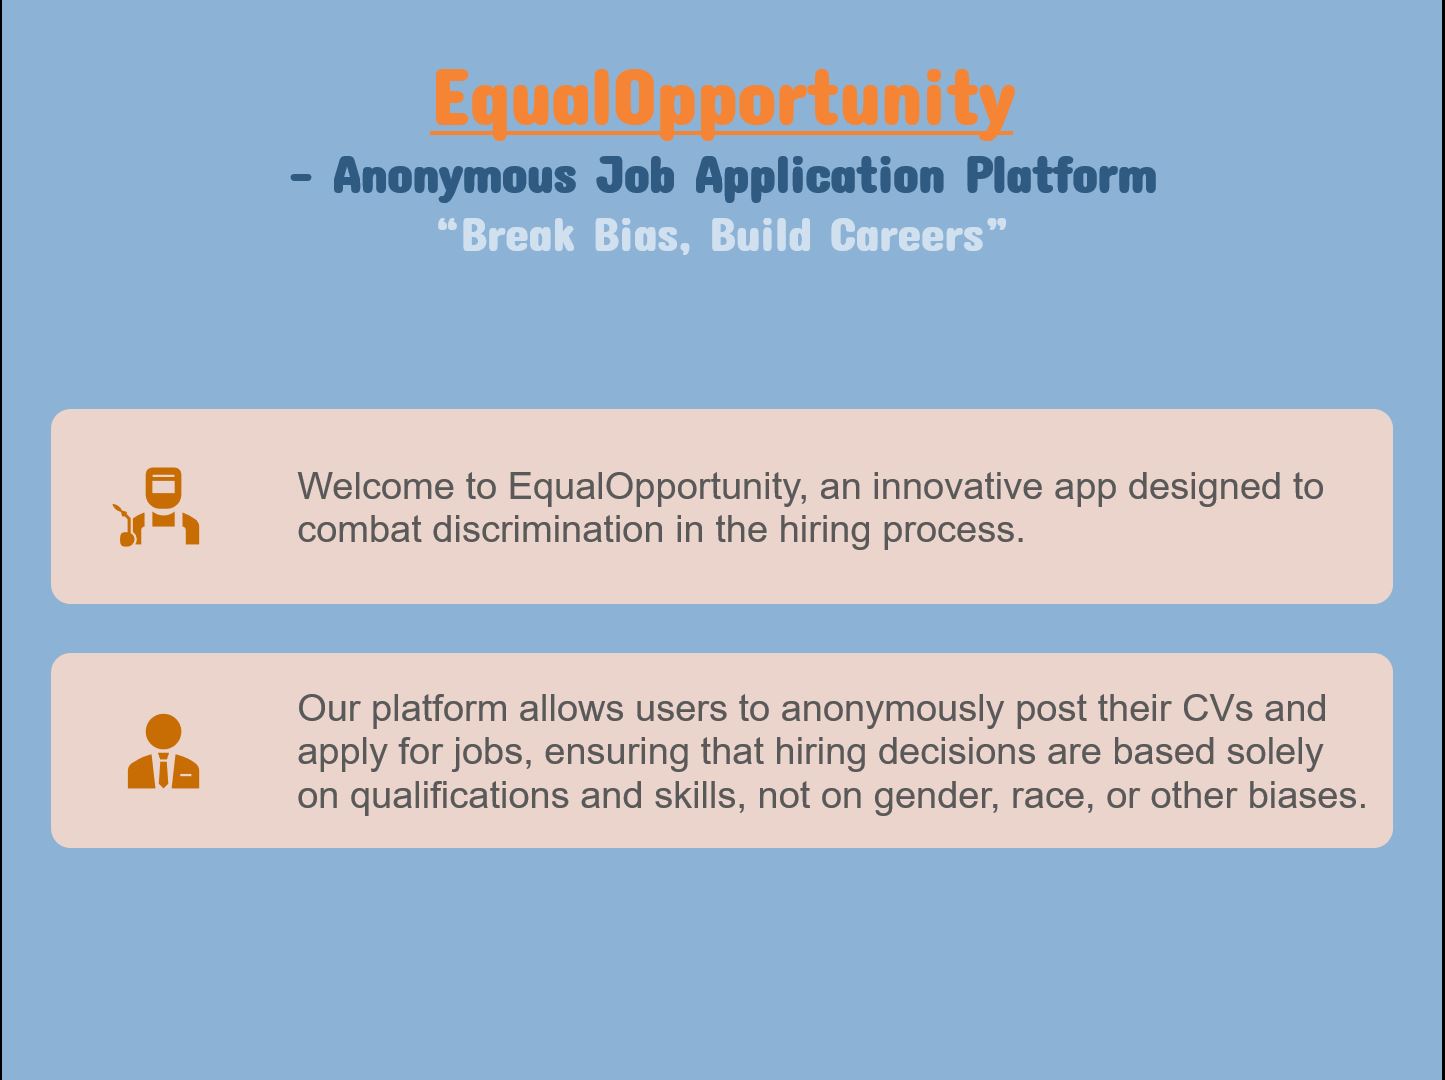 EqualOpportunity
- Anonymous Job Application Platform
“Break Bias, Build Careers”
Welcome to EqualOpportunity, an innovative app designed to
combat discrimination in the hiring process.
Our platform allows users to anonymously post their CVs and
apply for jobs, ensuring that hiring decisions are based solely
on qualifications and skills, not on gender, race, or other biases.